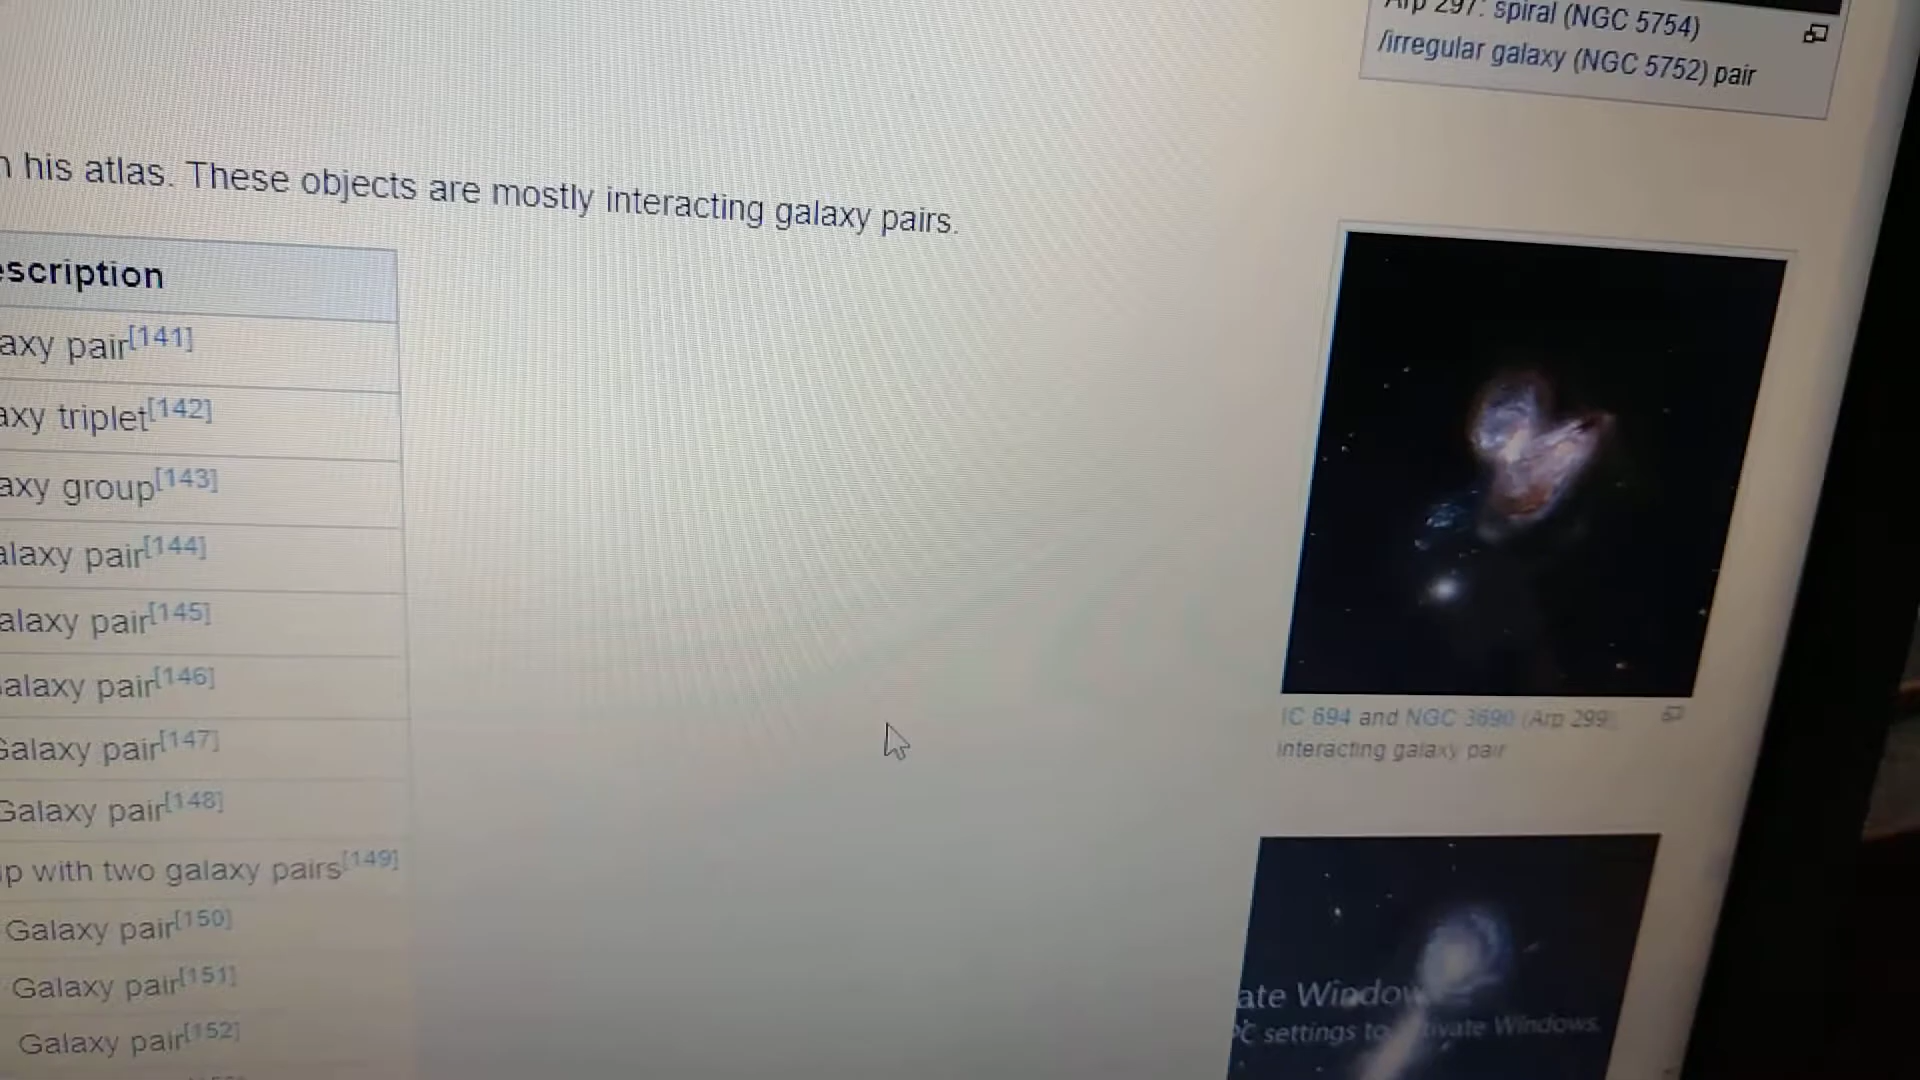 Arp 297: spiral (NGC 5754)
/irregular galaxy (NGC 5752) pair
his atlas. These objects are mostly interacting galaxy pairs.
escription
axy pair[141]
axy triplet[142]
axy group[143]
alaxy pair[144]
alaxy pair[145]
alaxy pair[146]
Galaxy pair[147]
Galaxy pair[148]
p with two galaxy pairs[149]
Galaxy pair[150]
Galaxy pair[151]
Galaxy pair[152]
IC 694 and NGC 3690 (Arp 299)
interacting galaxy pair
ate Window
PC settings to ivate Windows.